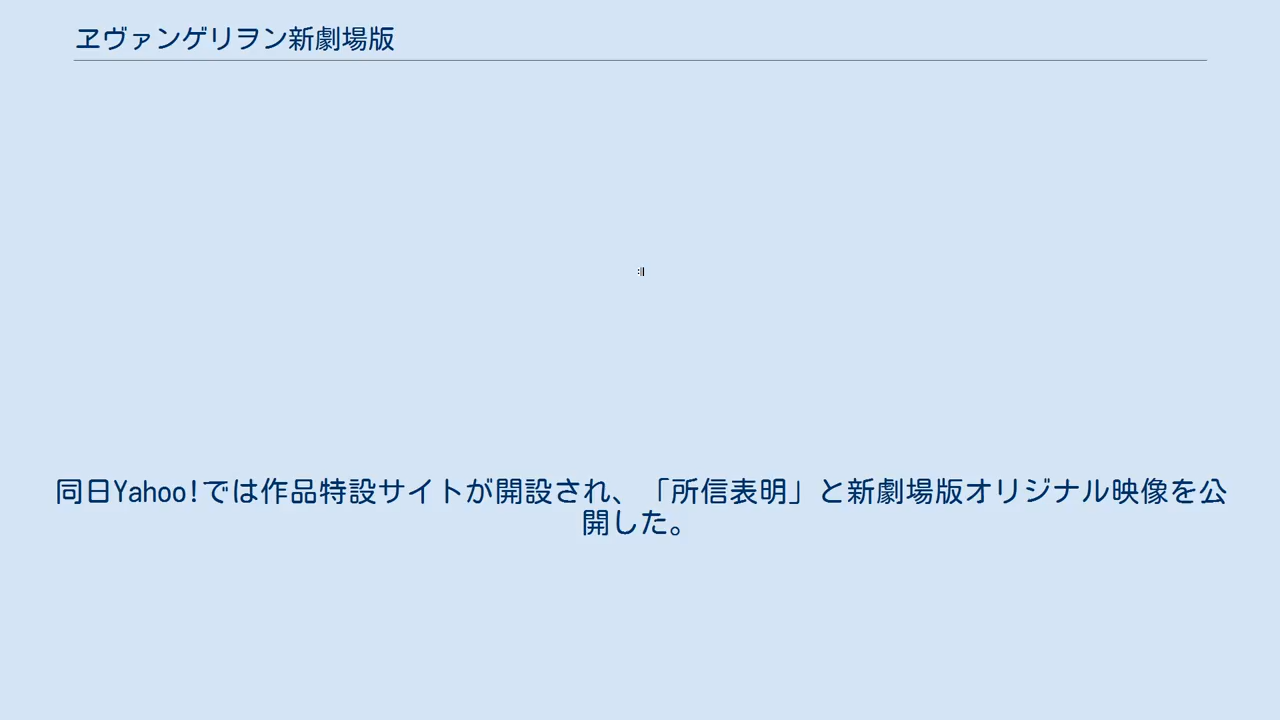 ヱヴァンゲリヲン新劇場版
同日Yahoo!では作品特設サイトが開設され、「所信表明」と新劇場版オリジナル映像を公
開した。